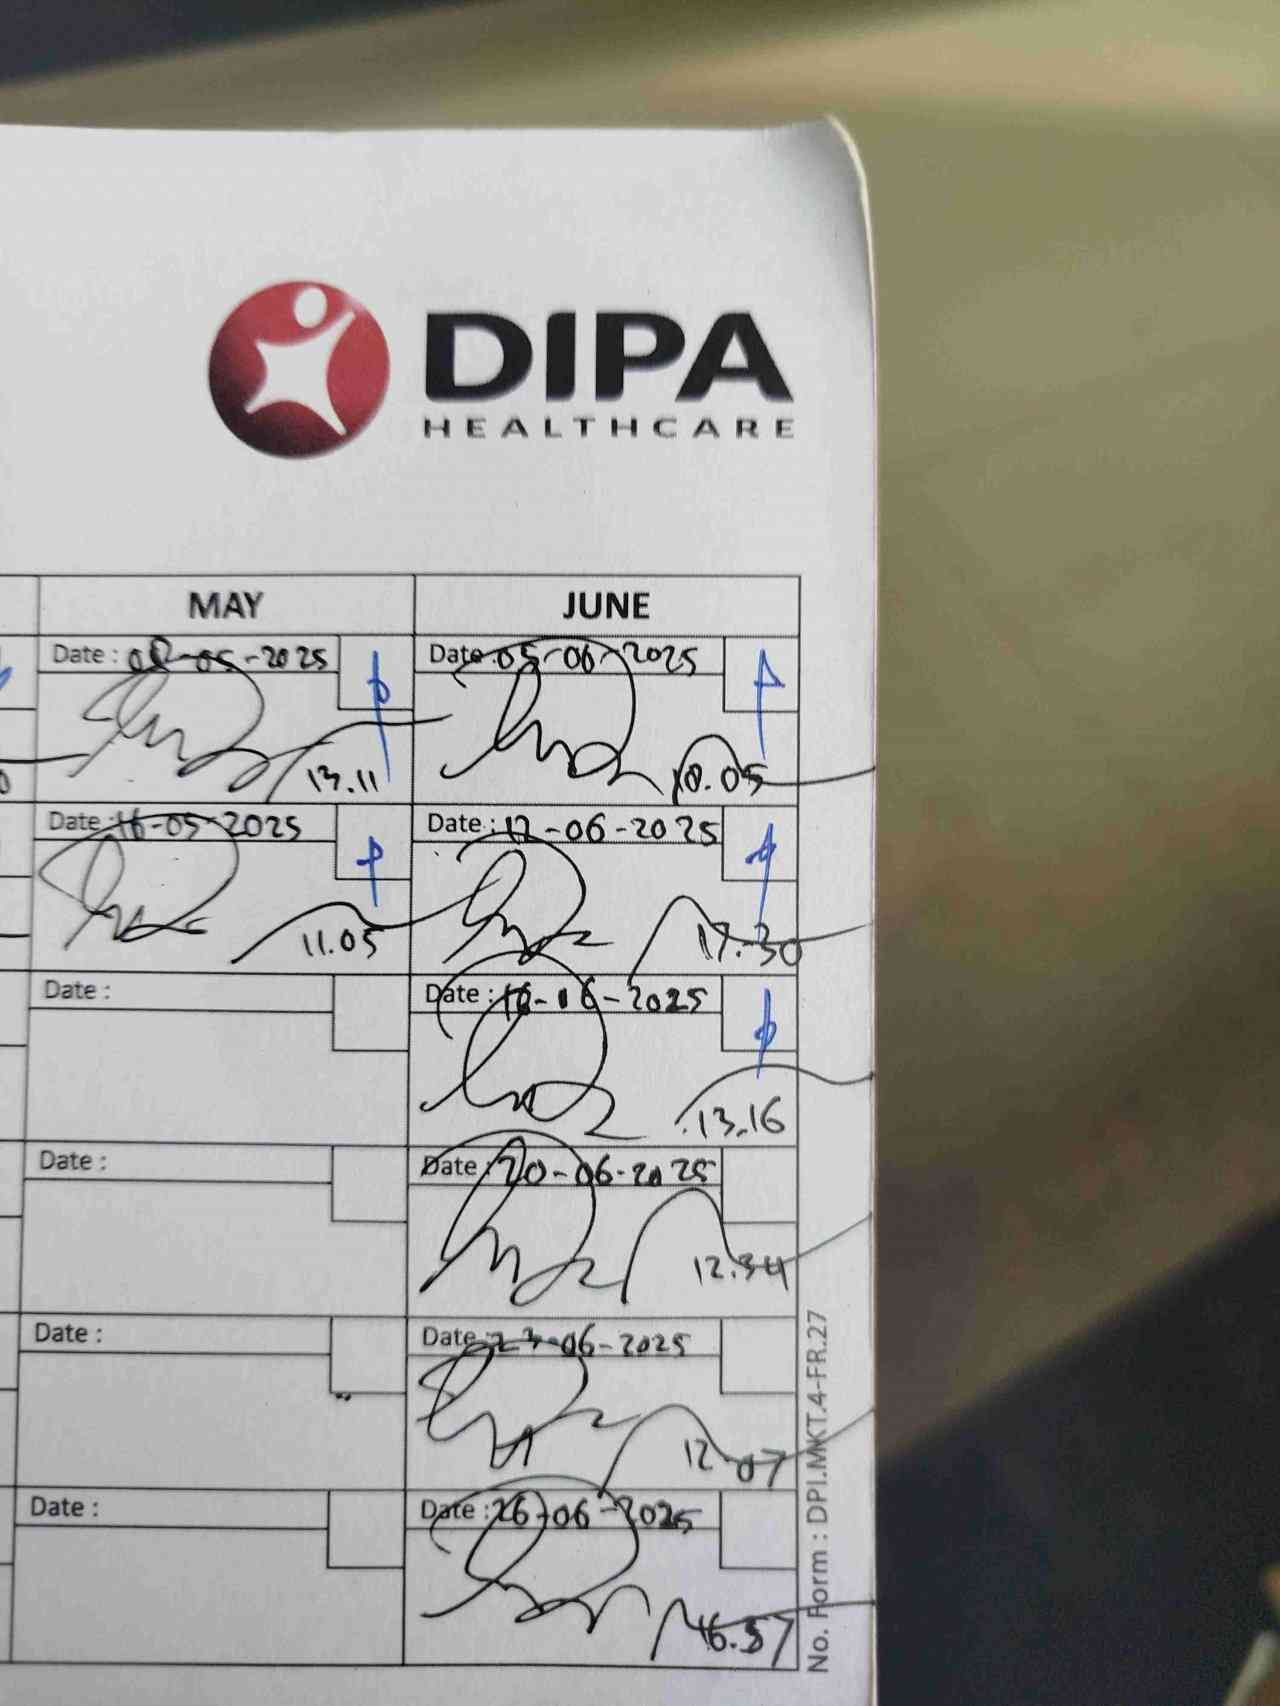 DIPA
HEALTHCARE
MAY JUNE
Date : 08-05-2025 Date : 05-06-2025
13.11 10.05
Date : 16-05-2025 Date : 12-06-2025
11.05 17.30
Date : Date : 16-06-2025
13.16
Date : Date : 20-06-2025
12.34
Date : Date : 23-06-2025
12.07
Date : Date : 26-06-2025
16.57
No. Form : DPI.MKT.4-FR.27